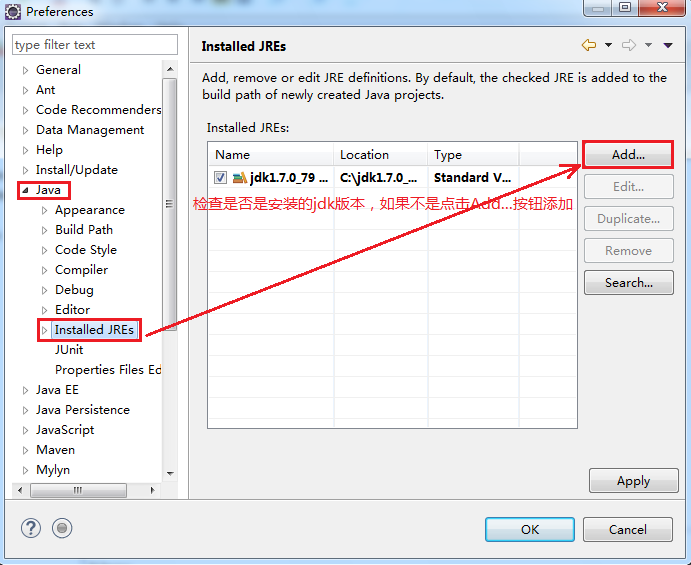 Preferences
type filter text
General
Ant
Code Recommenders
Data Management
Help
Install/Update
Java
Appearance
Build Path
Code Style
Compiler
Debug
Editor
Installed JREs
JUnit
Properties Files Ed
Java EE
Java Persistence
JavaScript
Maven
Mylyn
Installed JREs
Add, remove or edit JRE definitions. By default, the checked JRE is added to the
build path of newly created Java projects.
Installed JREs:
Name Location Type
jdk1.7.0_79 ... C:\jdk1.7.0_... Standard V...
检查是否是安装的jdk版本，如果不是点击Add...按钮添加
Add...
Edit...
Duplicate...
Remove
Search...
Apply
OK Cancel